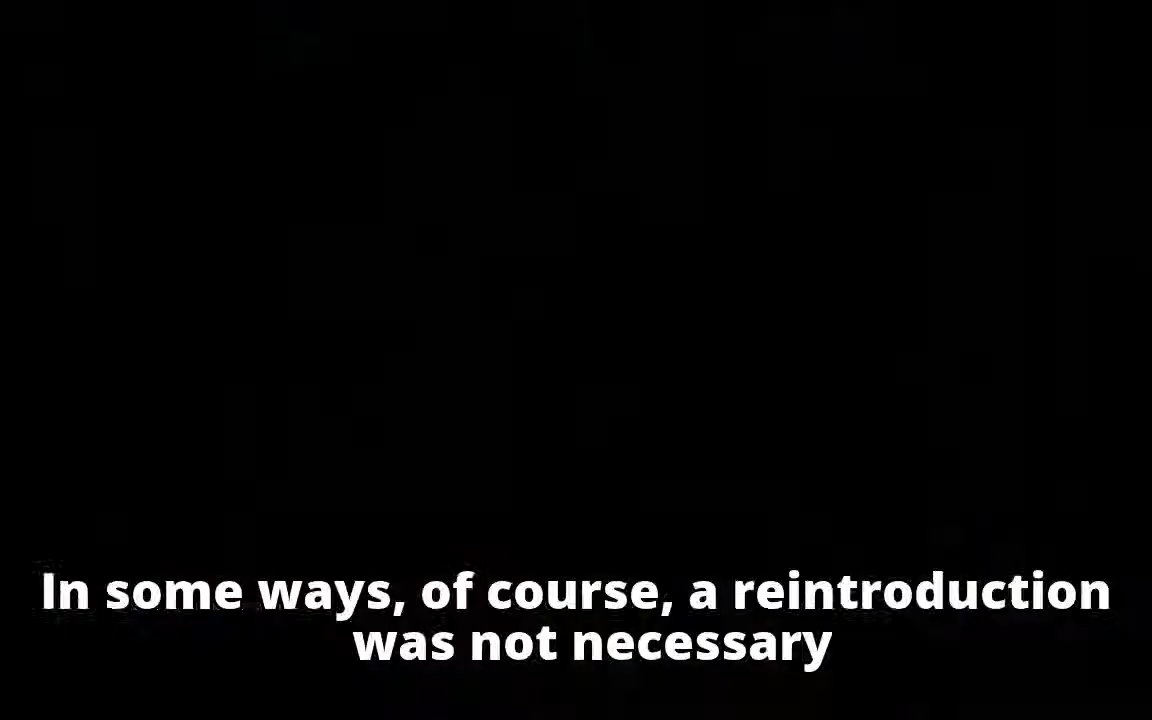 In some ways, of course, a reintroduction
was not necessary